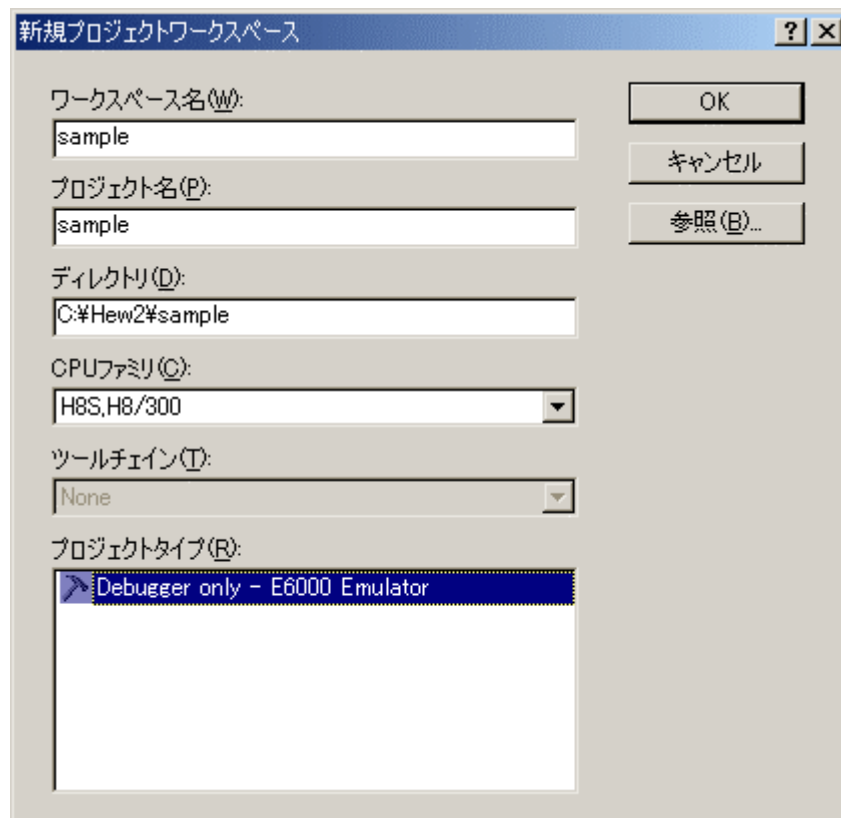 新規プロジェクトワークスペース
ワークスペース名(W):
sample
プロジェクト名(P):
sample
ディレクトリ(D):
C:¥Hew2¥sample
CPUファミリ(C):
H8S,H8/300
ツールチェイン(T):
None
プロジェクトタイプ(R):
Debugger only - E6000 Emulator
OK
キャンセル
参照(B)...